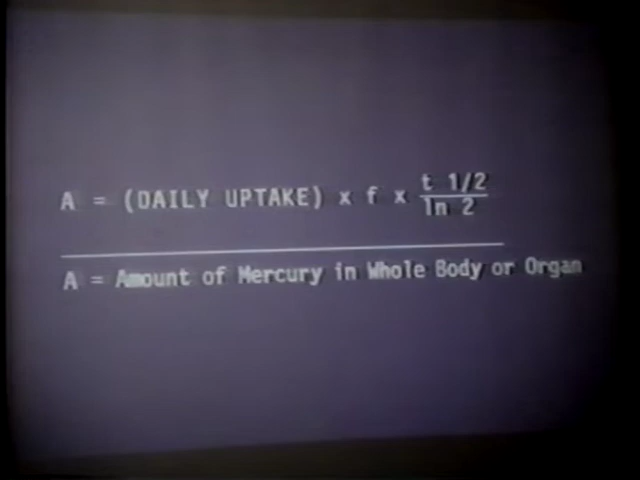 A = (DAILY UPTAKE) x f x t 1/2
ln 2
A = Amount of Mercury in Whole Body or Organ